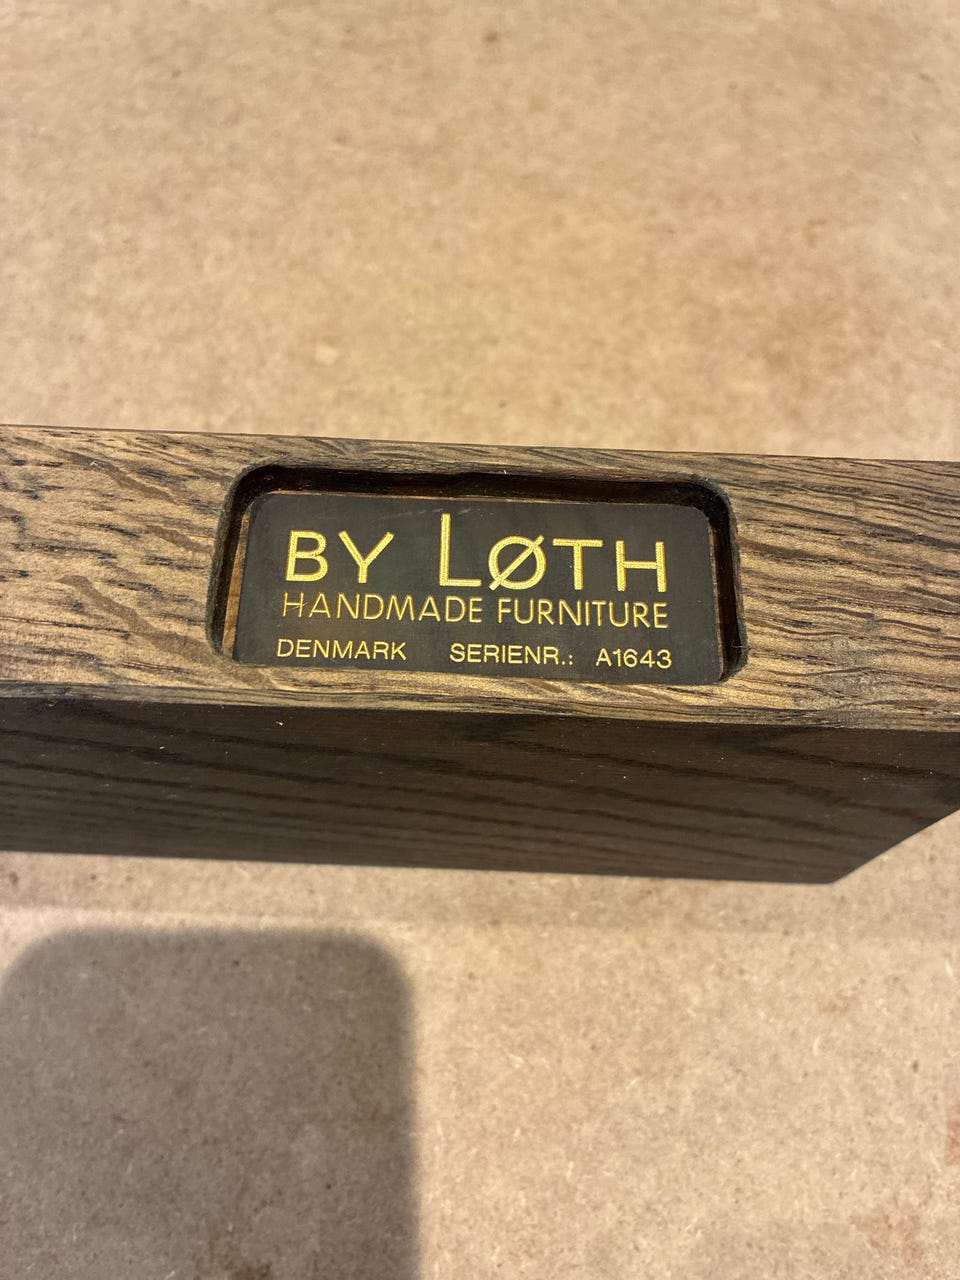 BY LØTH
HANDMADE FURNITURE
DENMARK SERIENR.: A1643